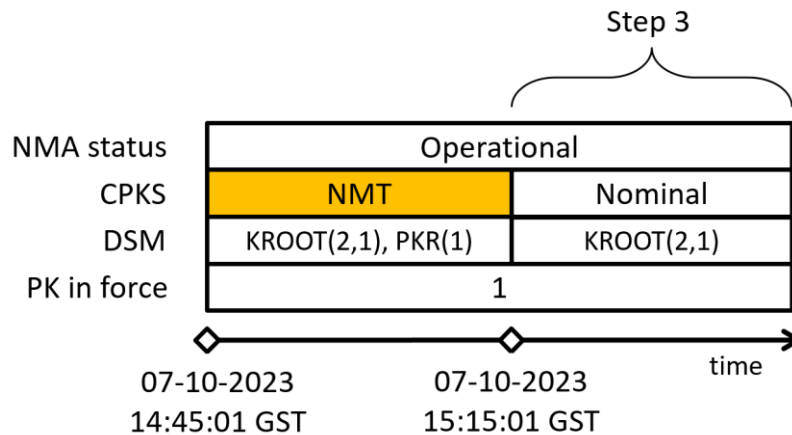 Step 3
NMA status Operational
CPKS NMT Nominal
DSM KROOT(2,1), PKR(1) KROOT(2,1)
PK in force 1
time
07-10-2023 07-10-2023
14:45:01 GST 15:15:01 GST